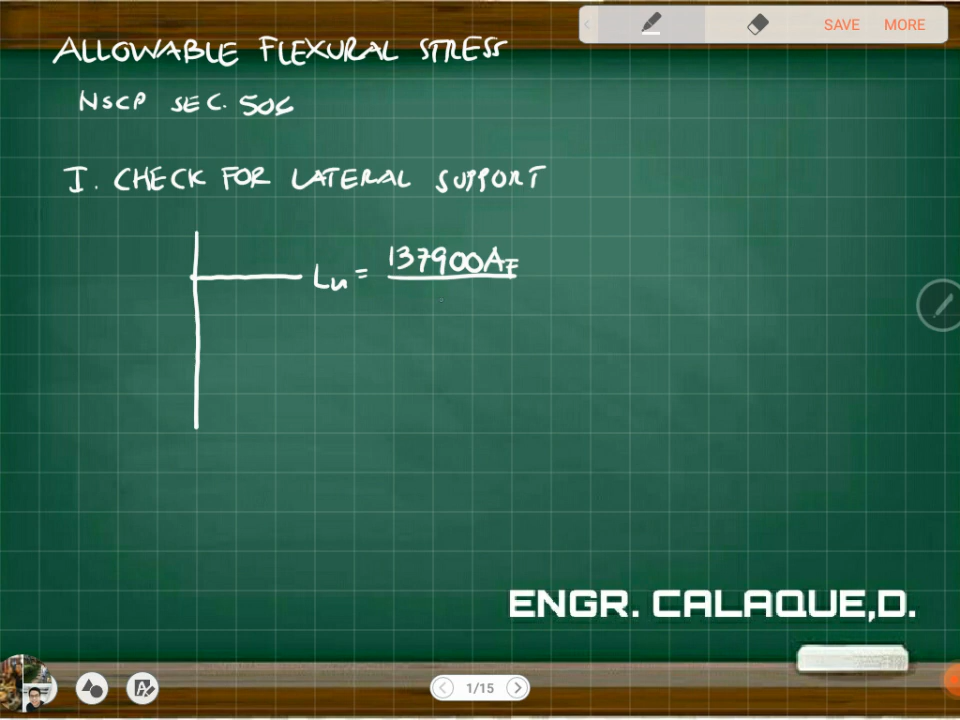 SAVE MORE
ALLOWABLE FLEXURAL STRESS
NSCP SEC. 506
I. CHECK FOR LATERAL SUPPORT
Lu = 137900AF
ENGR. CALAQUE,D.
1/15